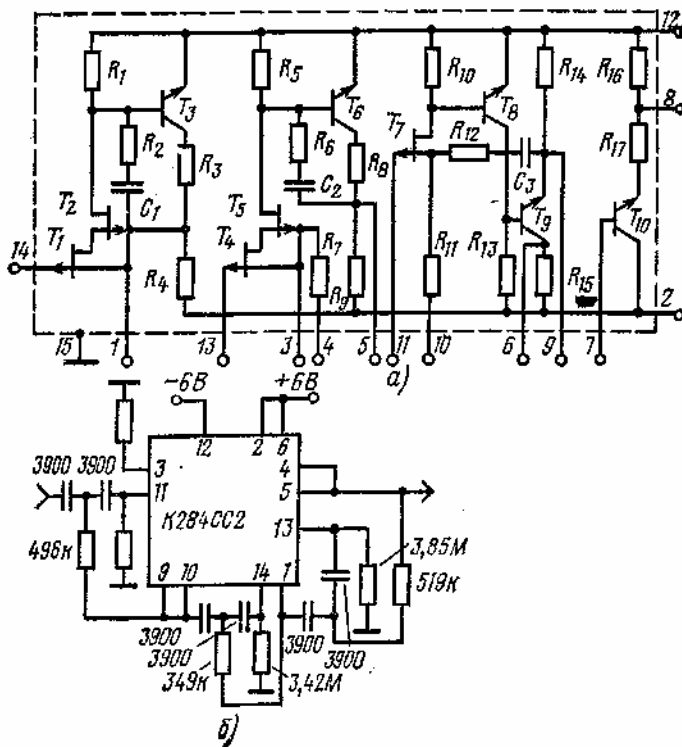 12
R1
T3
R5
T6
R10
T8
R14
R16
8
R2
R3
R6
R8
T7
R12
R17
C1
C2
C3
T2
T5
T9
T10
T1
T4
R7
R11
R13
14
R4
R9
R15
2
15
1
13
3
4
5
11
а)
10
6
9
7
−6В
+6В
12
2
6
3900
3900
3
4
11
5
К284СС2
13
496к
3,85М
519к
9
10
14
1
3900
3900
3900
3900
349к
3,42М
б)